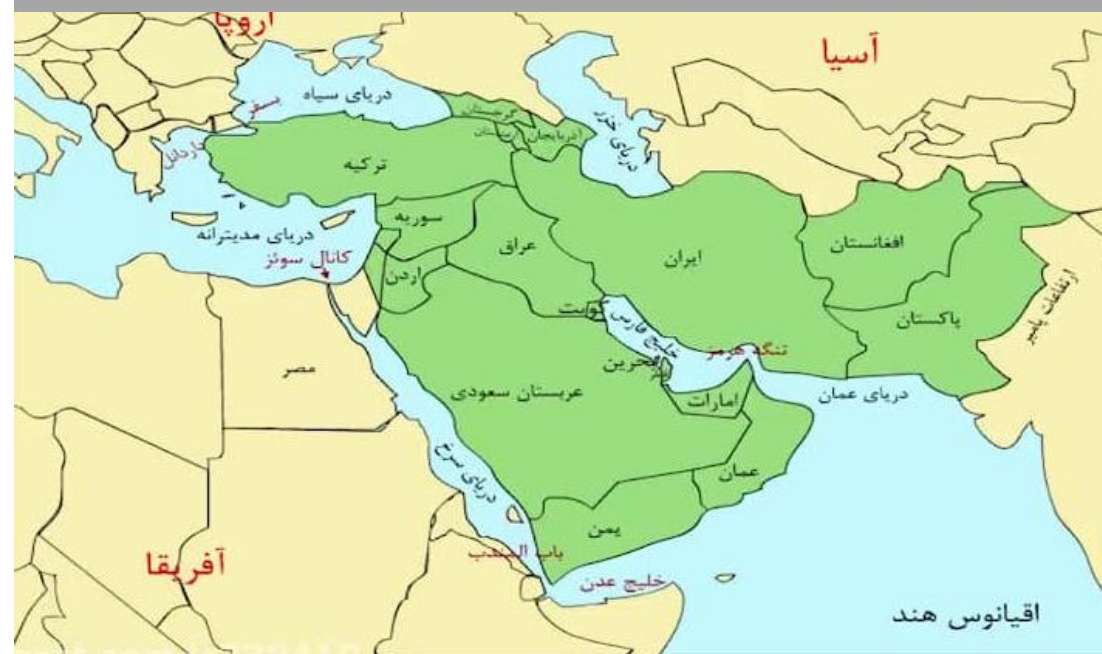 اروپا
آسیا
دریای سیاه
بسفر
گرجستان
ارمنستان
آذربایجان
دریای خزر
داردانل
ترکیه
سوریه
دریای مدیترانه
عراق
ایران
افغانستان
کانال سوئز
اردن
ارتفاعات پامیر
کویت
خلیج فارس
پاکستان
تنگه هرمز
بحرین
قطر
مصر
عربستان سعودی
امارات
دریای عمان
دریای سرخ
عمان
یمن
باب المندب
آفریقا
خلیج عدن
اقیانوس هند